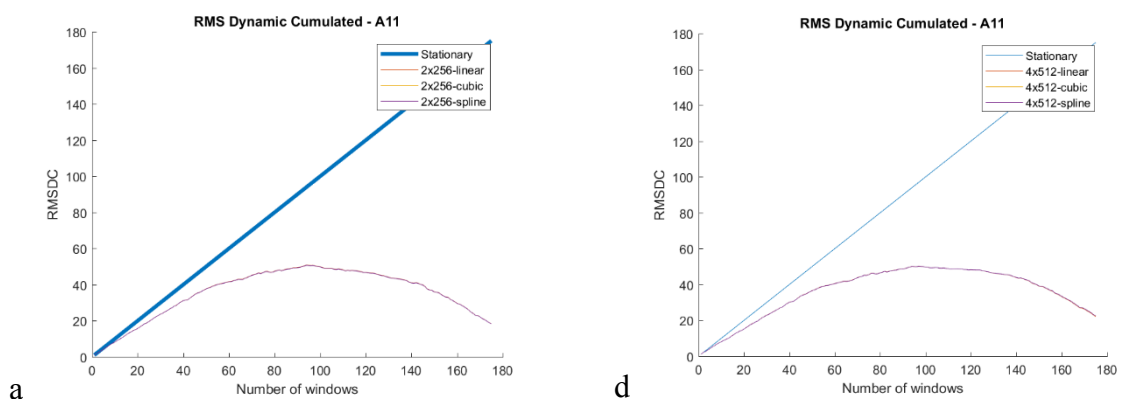 RMS Dynamic Cumulated - A11
180
160
140
120
100
80
60
40
20
0
RMSDC
Stationary
2x256-linear
2x256-cubic
2x256-spline
0 20 40 60 80 100 120 140 160 180
Number of windows
a
RMS Dynamic Cumulated - A11
180
160
140
120
100
80
60
40
20
0
RMSDC
Stationary
4x512-linear
4x512-cubic
4x512-spline
0 20 40 60 80 100 120 140 160 180
Number of windows
d